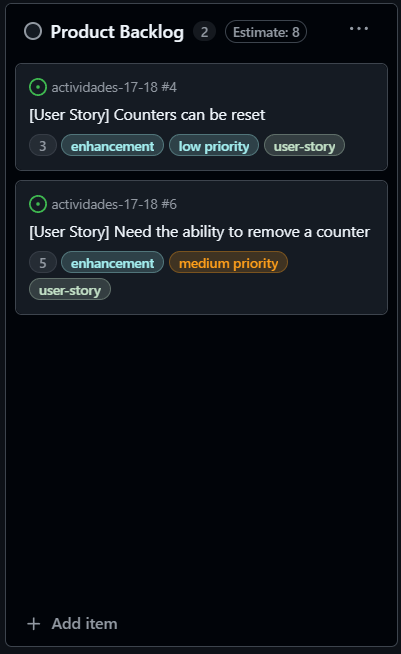 Product Backlog 2 Estimate: 8 ...
actividades-17-18 #4
[User Story] Counters can be reset
3 enhancement low priority user-story
actividades-17-18 #6
[User Story] Need the ability to remove a counter
5 enhancement medium priority
user-story
+ Add item